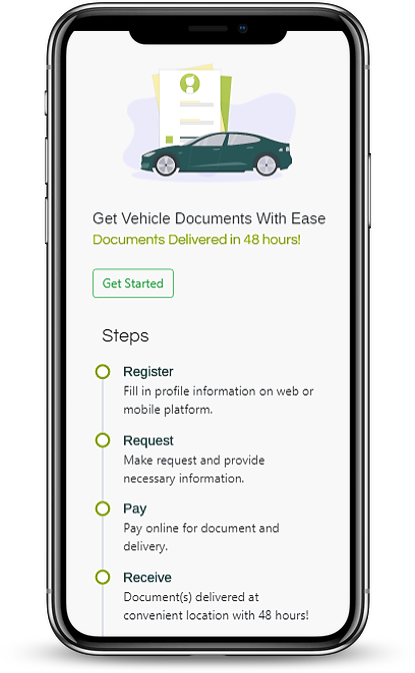 Get Vehicle Documents With Ease
Documents Delivered in 48 hours!
Get Started
Steps
Register
Fill in profile information on web or
mobile platform.
Request
Make request and provide
necessary information.
Pay
Pay online for document and
delivery.
Receive
Document(s) delivered at
convenient location with 48 hours!